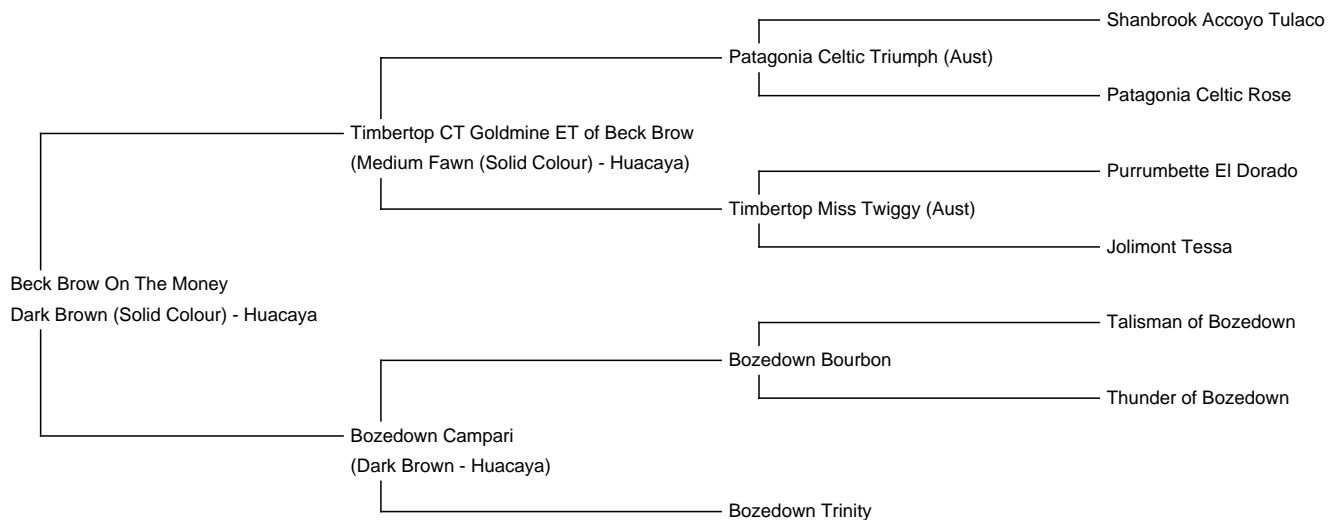 Shanbrook Accoyo Tulaco
Patagonia Celtic Triumph (Aust)
Patagonia Celtic Rose
Timbertop CT Goldmine ET of Beck Brow
(Medium Fawn (Solid Colour) - Huacaya)
Purrumbette El Dorado
Timbertop Miss Twiggy (Aust)
Jolimont Tessa
Beck Brow On The Money
Dark Brown (Solid Colour) - Huacaya
Talisman of Bozedown
Bozedown Bourbon
Thunder of Bozedown
Bozedown Campari
(Dark Brown - Huacaya)
Bozedown Trinity